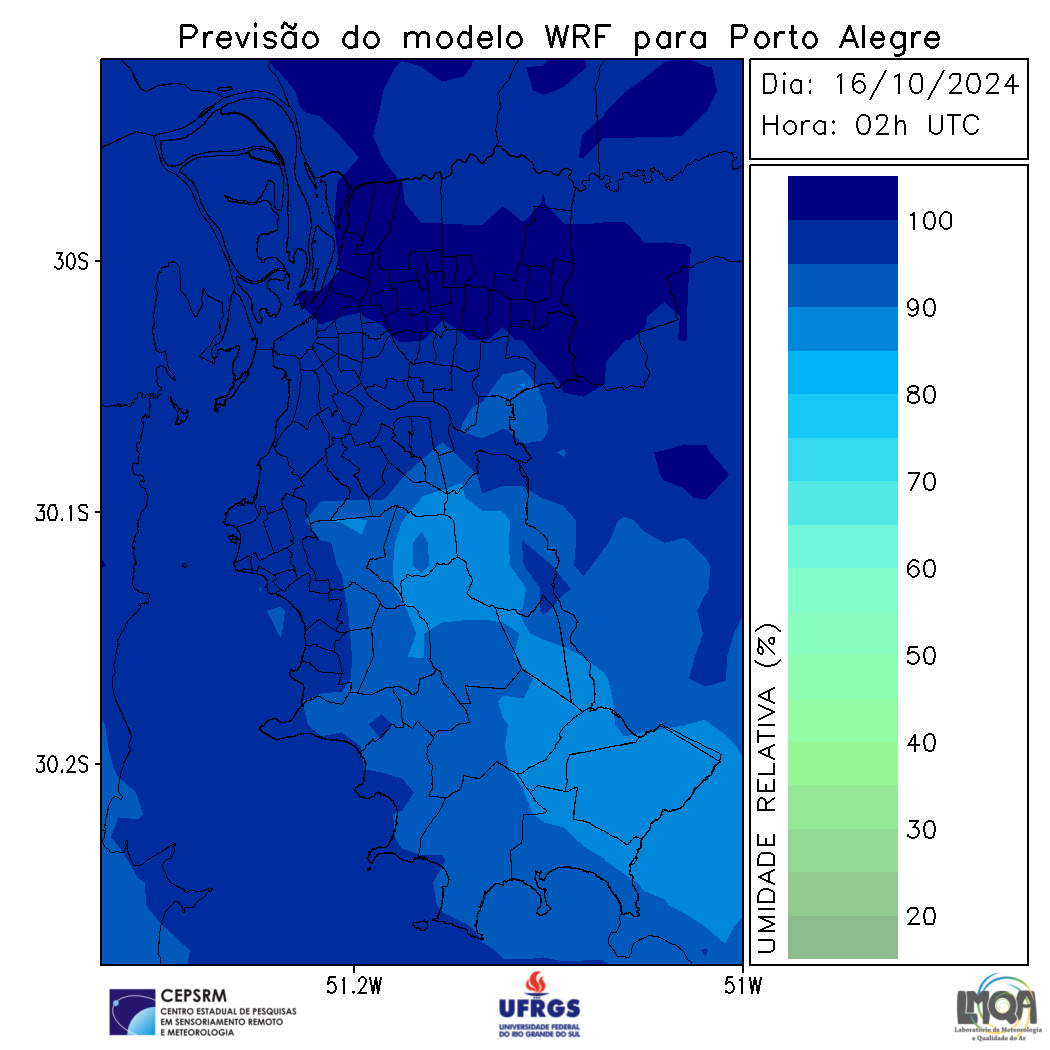 Previsão do modelo WRF para Porto Alegre
Dia: 16/10/2024
Hora: 02h UTC
30S
30.1S
30.2S
51.2W
51W
UMIDADE RELATIVA (%)
100
90
80
70
60
50
40
30
20
CEPSRM
CENTRO ESTADUAL DE PESQUISAS
EM SENSORIAMENTO REMOTO
E METEOROLOGIA
UFRGS
UNIVERSIDADE FEDERAL
DO RIO GRANDE DO SUL
LMQA
Laboratório de Meteorologia
e Qualidade do Ar